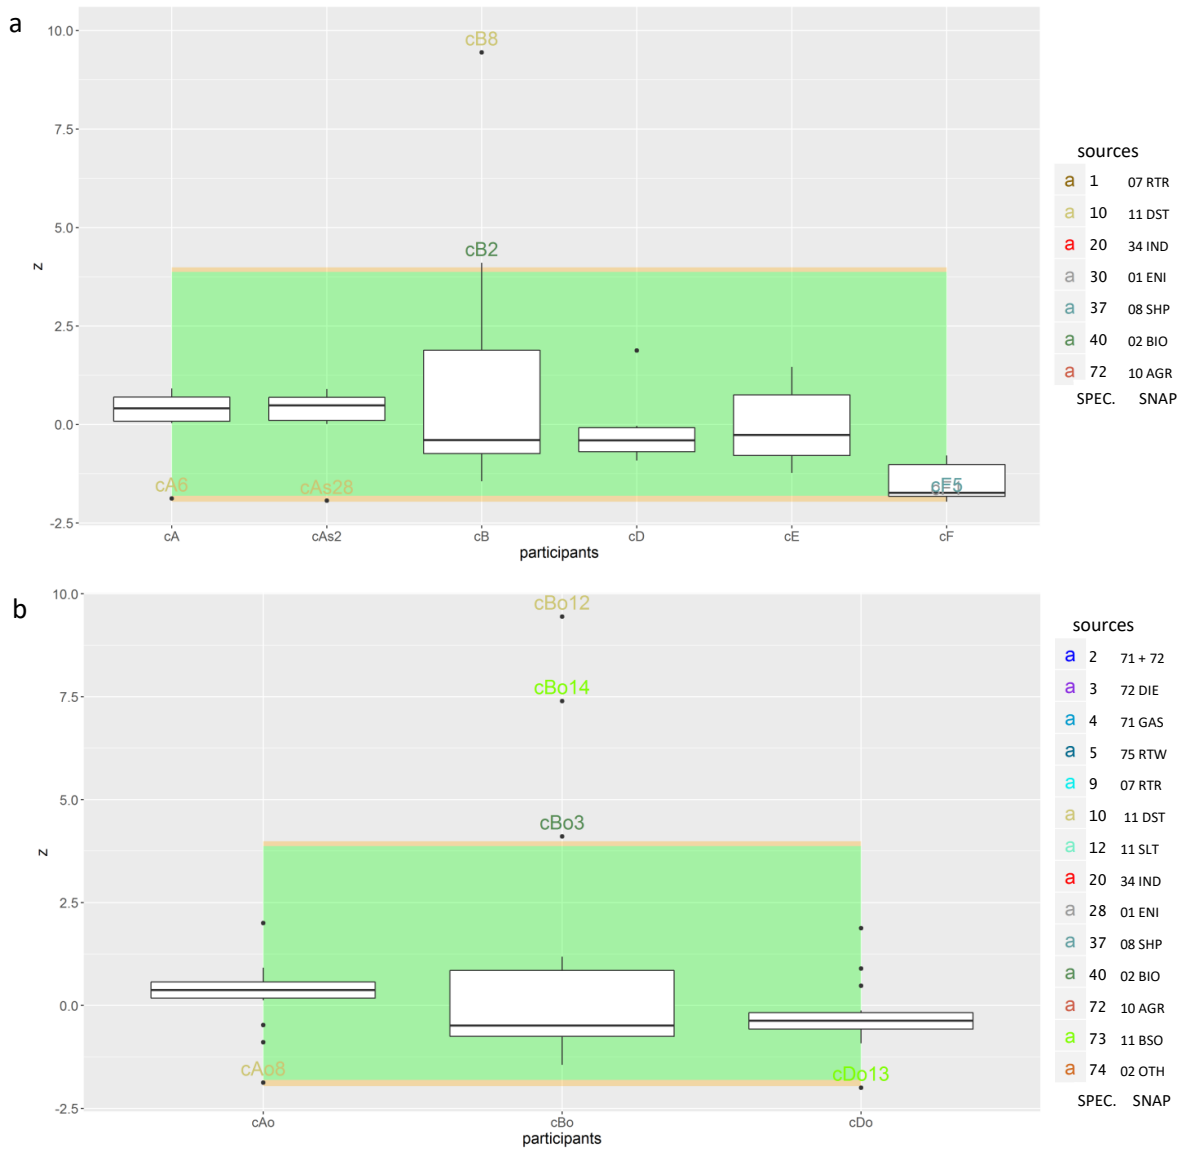 a
10.0
7.5
5.0
2.5
0.0
-2.5
z
cB8
cB2
cA6
cAs28
cF5
cA
cAs2
cB
cD
cE
cF
participants
sources
a 1 07 RTR
a 10 11 DST
a 20 34 IND
a 30 01 ENI
a 37 08 SHP
a 40 02 BIO
a 72 10 AGR
SPEC. SNAP
b
10.0
7.5
5.0
2.5
0.0
-2.5
z
cBo12
cBo14
cBo3
cAo8
cDo13
cAo
cBo
cDo
participants
sources
a 2 71 + 72
a 3 72 DIE
a 4 71 GAS
a 5 75 RTW
a 9 07 RTR
a 10 11 DST
a 12 11 SLT
a 20 34 IND
a 28 01 ENI
a 37 08 SHP
a 40 02 BIO
a 72 10 AGR
a 73 11 BSO
a 74 02 OTH
SPEC. SNAP